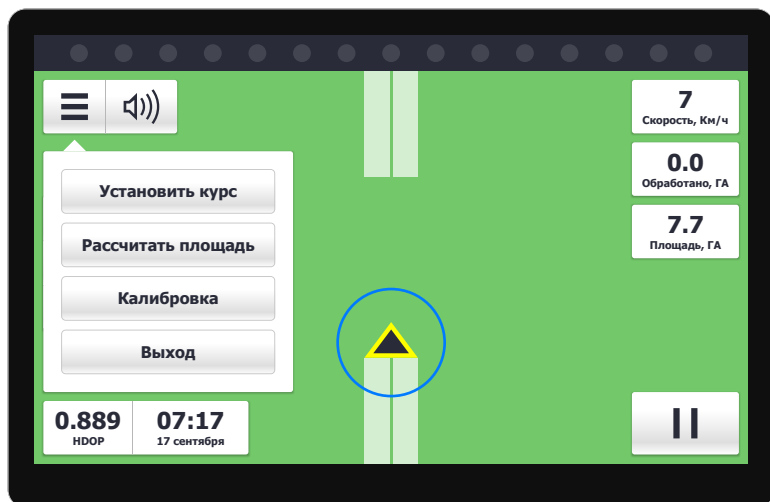 7
Скорость, Км/ч
0.0
Обработано, ГА
7.7
Площадь, ГА
Установить курс
Рассчитать площадь
Калибровка
Выход
0.889
HDOP
07:17
17 сентября